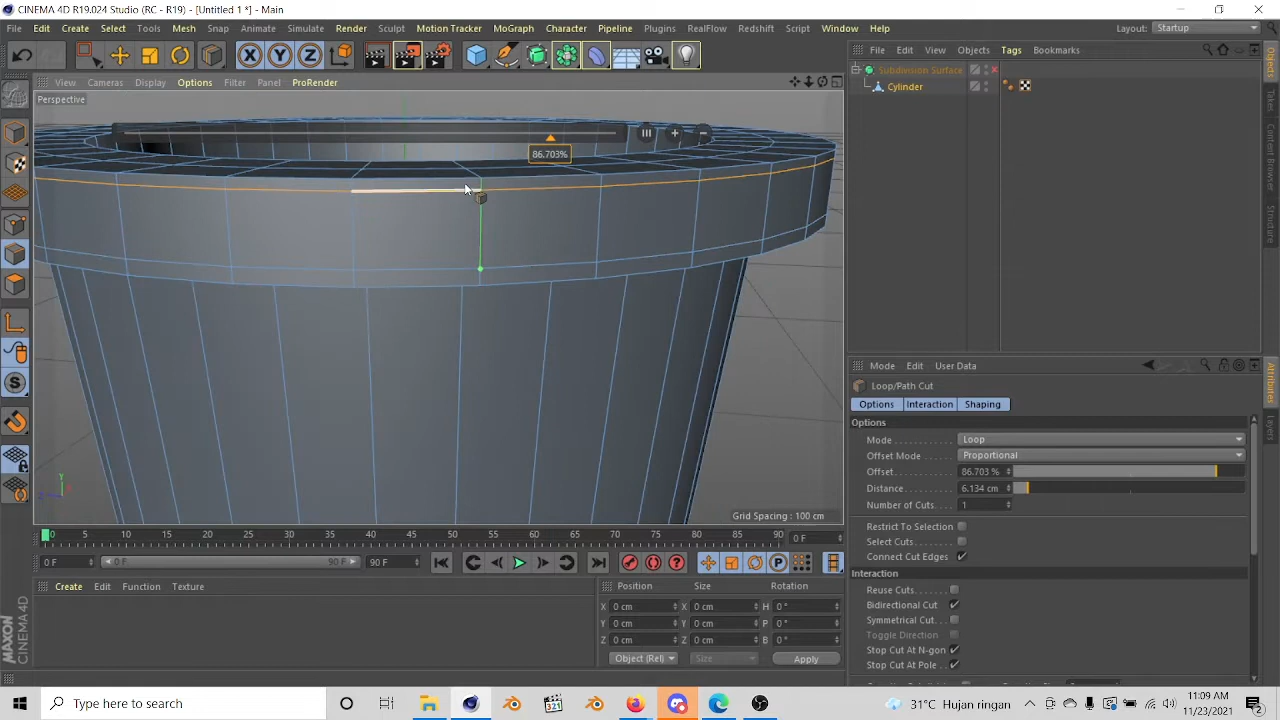 CINEMA 4D R19.024 Studio (RC - R19) - [Untitled 1 *] - Main
File Edit Create Select Tools Mesh Snap Animate Simulate Render Sculpt Motion Tracker MoGraph Character Pipeline Plugins RealFlow Redshift Script Window Help
Layout: Startup
X Y Z
File Edit View Objects Tags Bookmarks
View Cameras Display Options Filter Panel ProRender
Subdivision Surface
Cylinder
Perspective
86.703%
Objects
Takes
Content Browser
Structure
Mode Edit User Data
Loop/Path Cut
Options Interaction Shaping
Options
Mode Loop
Offset Mode Proportional
Offset 86.703 %
Distance 6.134 cm
Number of Cuts 1
Restrict To Selection
Select Cuts
Connect Cut Edges
Interaction
Reuse Cuts
Bidirectional Cut
Symmetrical Cut
Toggle Direction
Stop Cut At N-gon
Stop Cut At Pole
Attributes
Layers
Y
Z
Grid Spacing : 100 cm
0 5 10 15 20 25 30 35 40 45 50 55 60 65 70 75 80 85 90 0 F
0 F 0 F 90 F 90 F
Create Edit Function Texture
Position Size Rotation
X 0 cm X 0 cm H 0 °
Y 0 cm Y 0 cm P 0 °
Z 0 cm Z 0 cm B 0 °
Object (Rel) Size Apply
MAXON
CINEMA 4D
Type here to search
31°C Hujan ringan
11:09 AM
11/23/2021